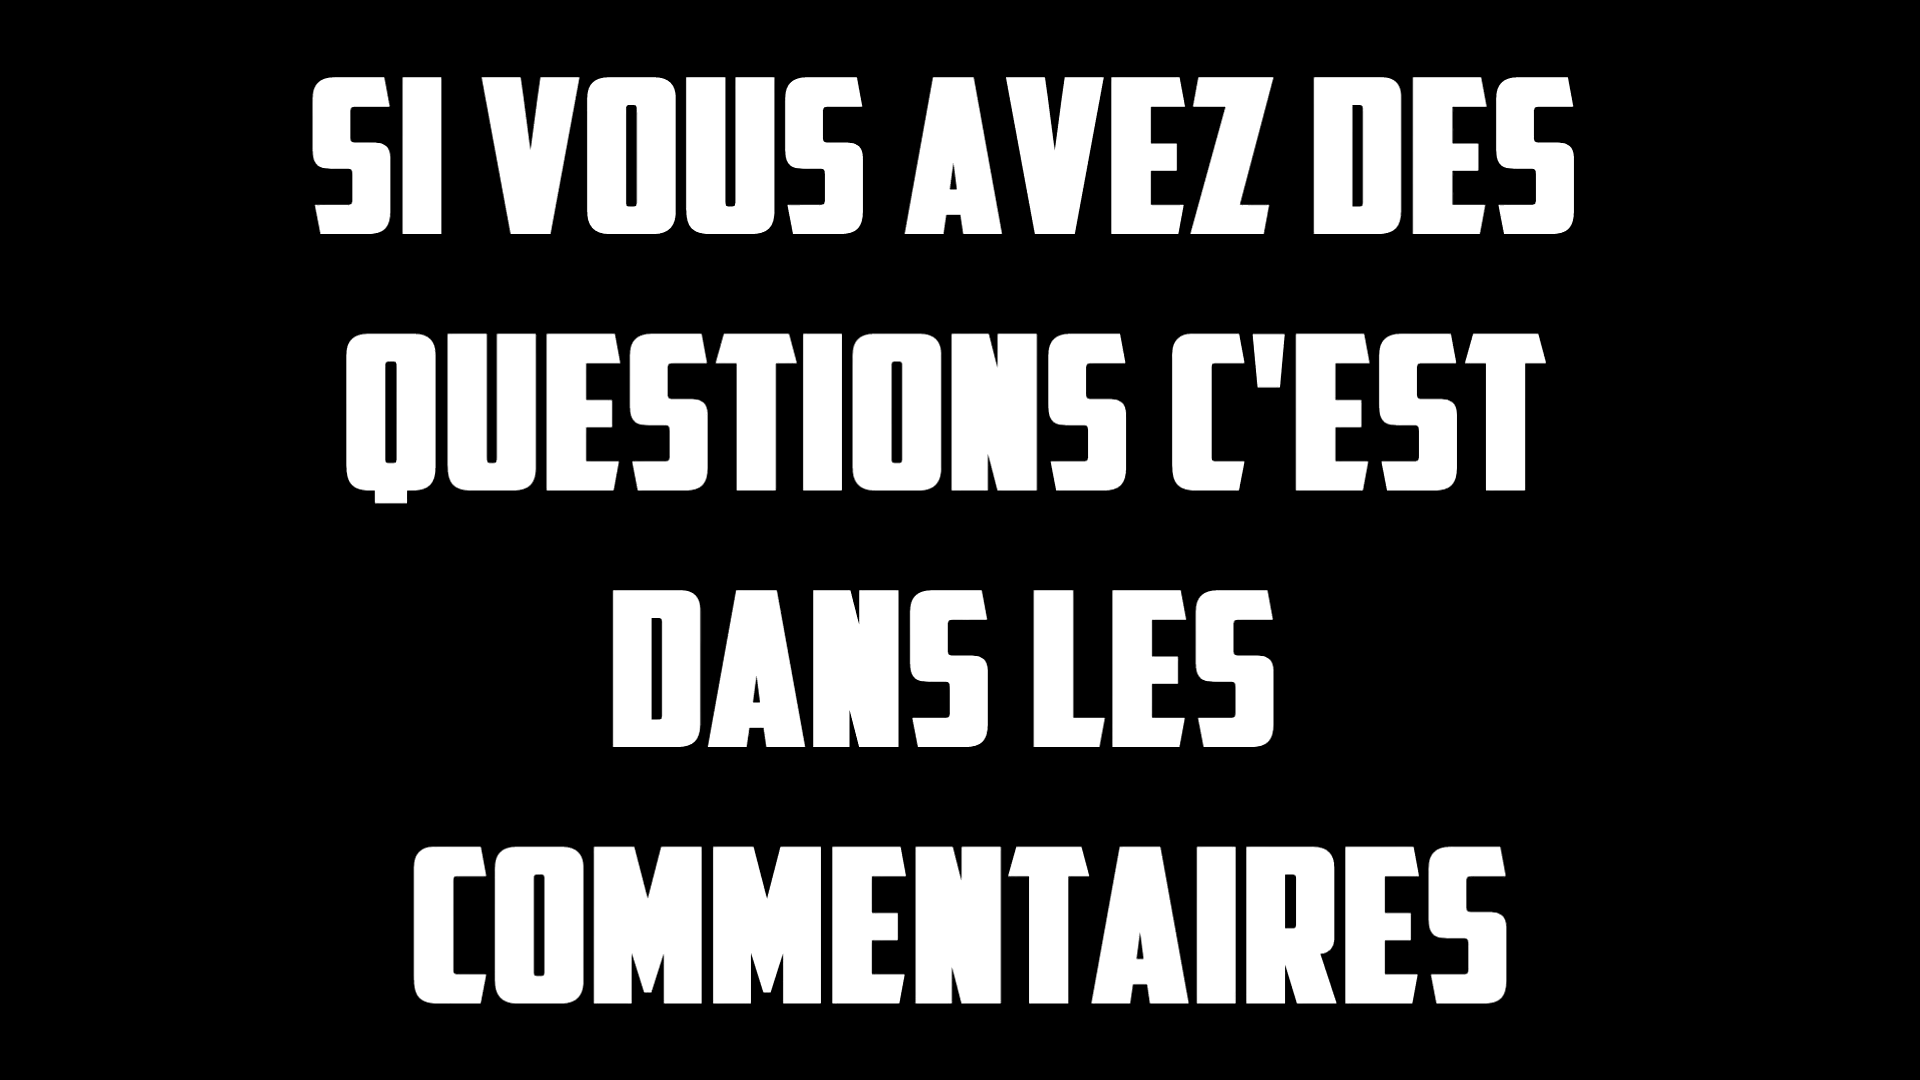 SI VOUS AVEZ DES
QUESTIONS C'EST
DANS LES
COMMENTAIRES